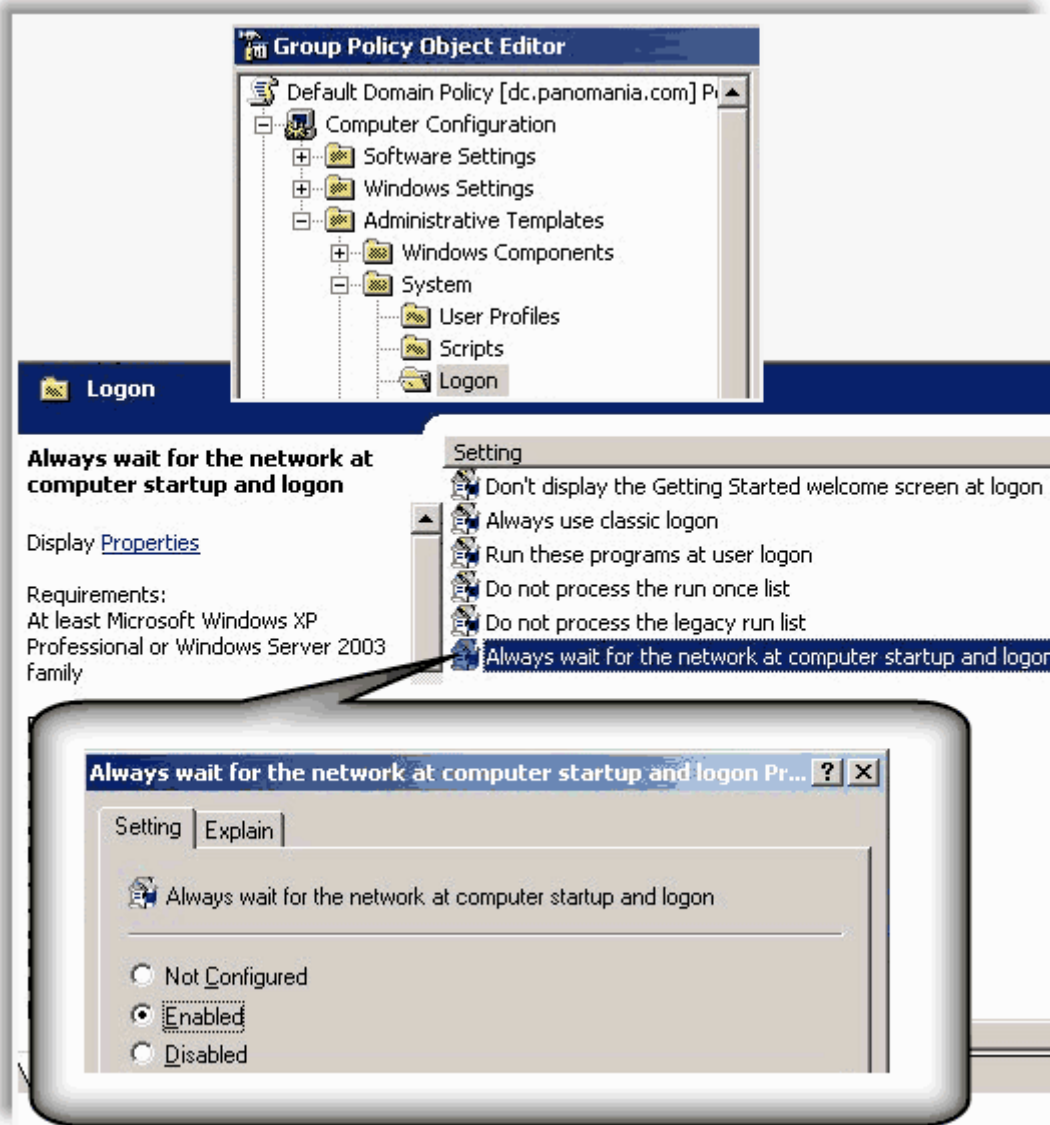 Group Policy Object Editor
Default Domain Policy [dc.panomania.com] P
Computer Configuration
Software Settings
Windows Settings
Administrative Templates
Windows Components
System
User Profiles
Scripts
Logon
Logon
Always wait for the network at
computer startup and logon
Display Properties
Requirements:
At least Microsoft Windows XP
Professional or Windows Server 2003
family
Setting
Don't display the Getting Started welcome screen at logon
Always use classic logon
Run these programs at user logon
Do not process the run once list
Do not process the legacy run list
Always wait for the network at computer startup and logon
Always wait for the network at computer startup and logon Pr...
Setting
Explain
Always wait for the network at computer startup and logon
Not Configured
Enabled
Disabled